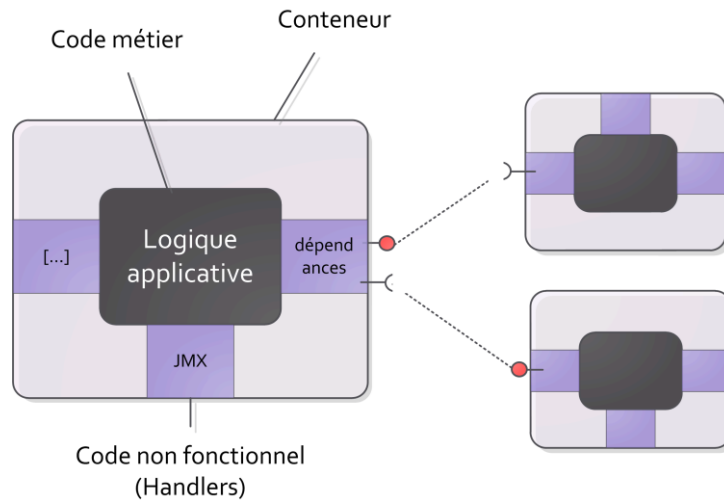 Conteneur
Code métier
Logique
applicative
[...]
dépend
ances
JMX
Code non fonctionnel
(Handlers)